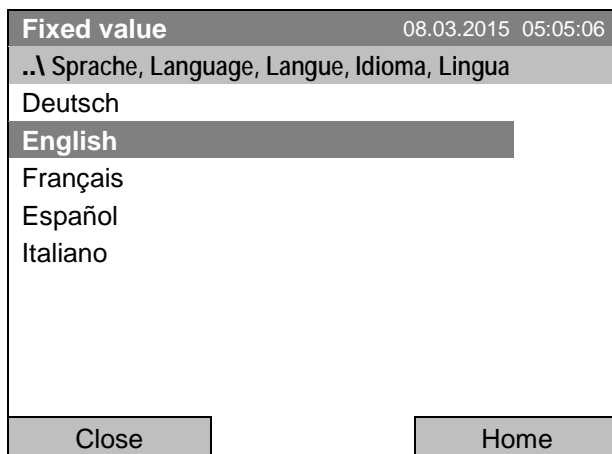 Fixed value 08.03.2015 05:05:06
..\ Sprache, Language, Langue, Idioma, Lingua
Deutsch
English
Français
Español
Italiano
Close Home